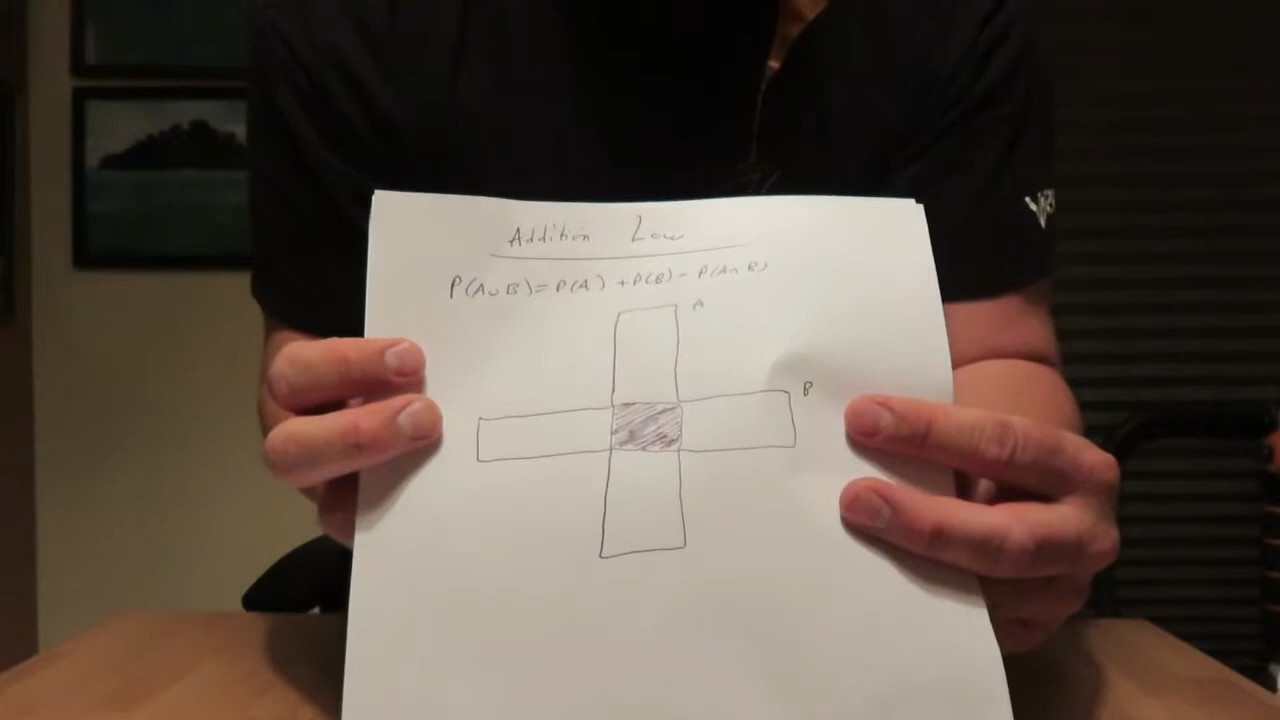 Addition Law
P(A∪B) = P(A) + P(B) - P(A∩B)
A
B